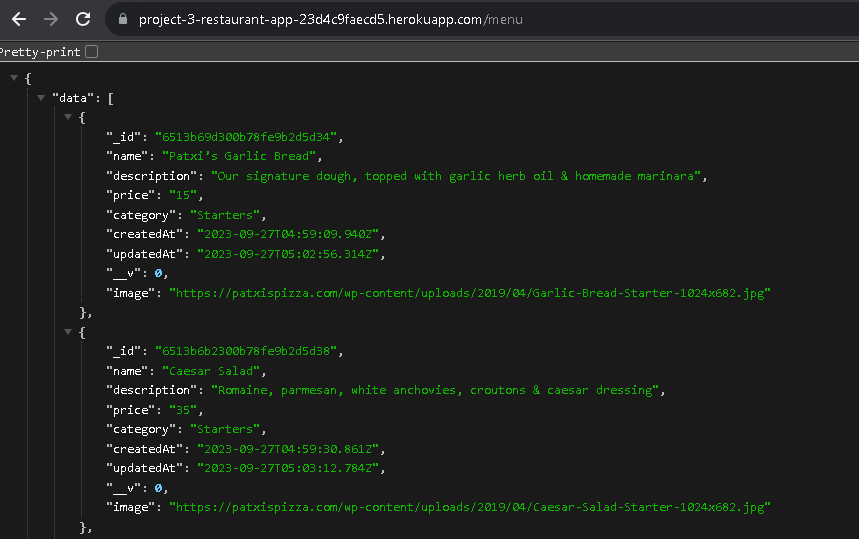 project-3-restaurant-app-23d4c9faecd5.herokuapp.com/menu
Pretty-print
{
"data": [
{
"_id": "6513b69d300b78fe9b2d5d34",
"name": "Patxi’s Garlic Bread",
"description": "Our signature dough, topped with garlic herb oil & homemade marinara",
"price": "15",
"category": "Starters",
"createdAt": "2023-09-27T04:59:09.940Z",
"updatedAt": "2023-09-27T05:02:56.314Z",
"__v": 0,
"image": "https://patxispizza.com/wp-content/uploads/2019/04/Garlic-Bread-Starter-1024x682.jpg"
},
{
"_id": "6513b6b2300b78fe9b2d5d38",
"name": "Caesar Salad",
"description": "Romaine, parmesan, white anchovies, croutons & caesar dressing",
"price": "35",
"category": "Starters",
"createdAt": "2023-09-27T04:59:30.861Z",
"updatedAt": "2023-09-27T05:03:12.784Z",
"__v": 0,
"image": "https://patxispizza.com/wp-content/uploads/2019/04/Caesar-Salad-Starter-1024x682.jpg"
},